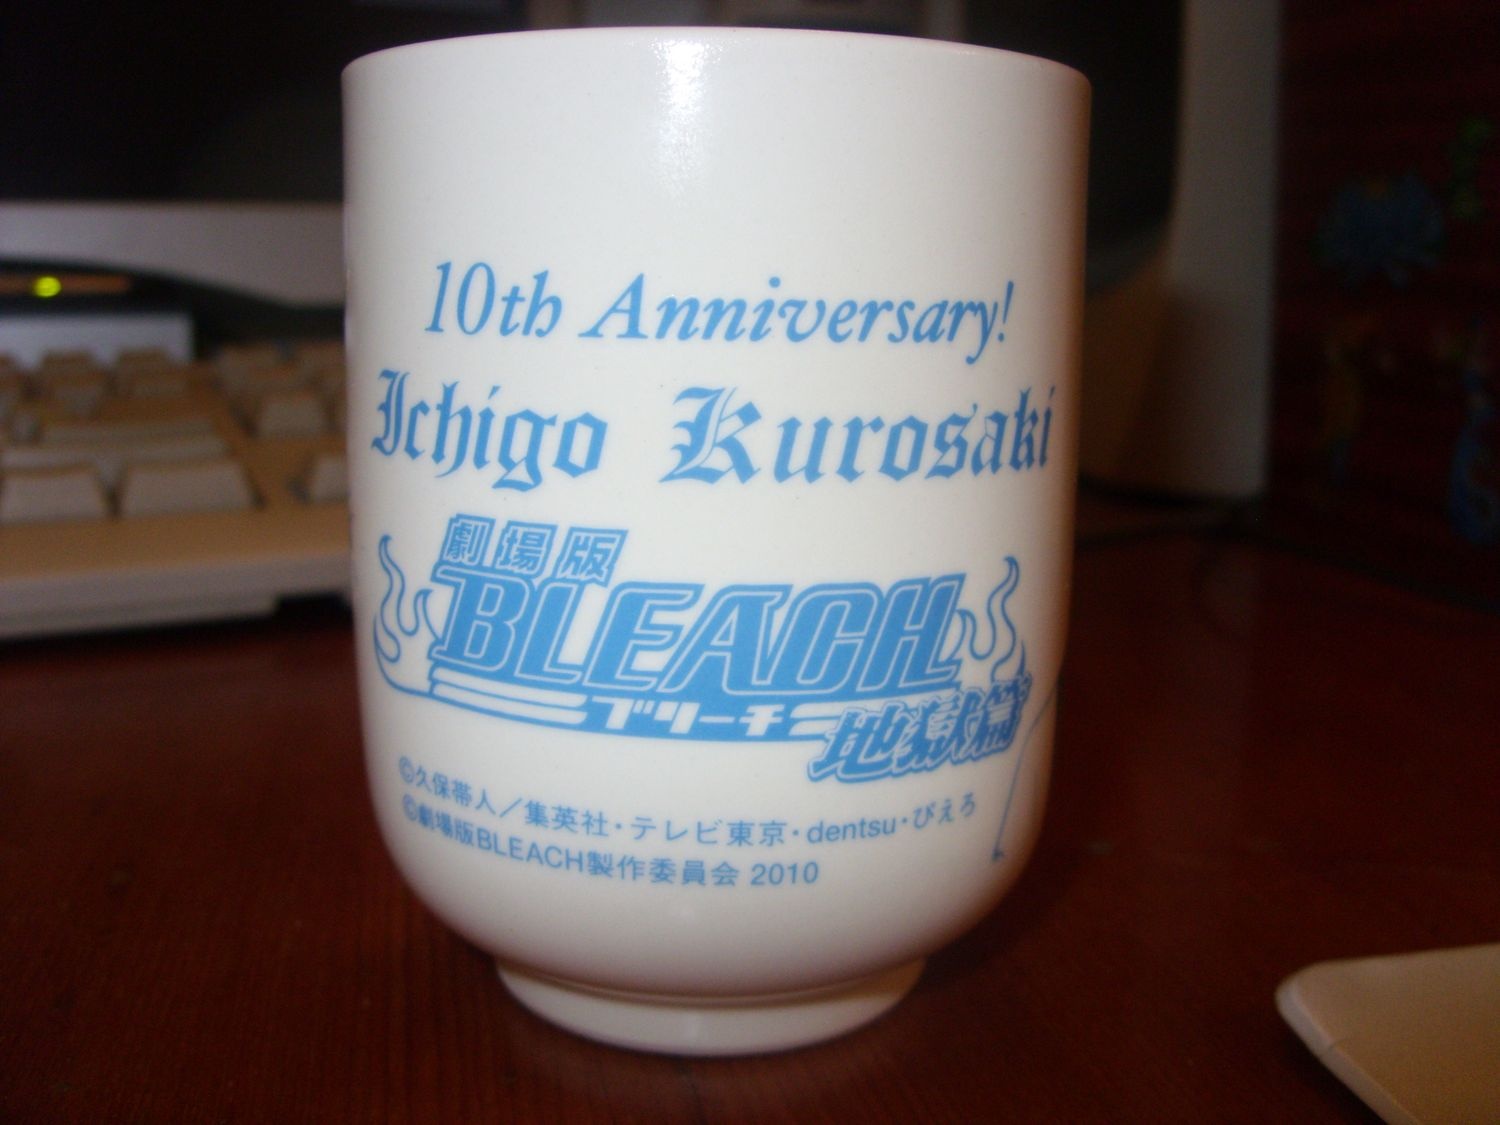 10th Anniversary!
Ichigo Kurosaki
劇場版
BLEACH
ブリーチ
地獄篇
©久保帯人／集英社・テレビ東京・dentsu・ぴえろ
©劇場版BLEACH製作委員会 2010